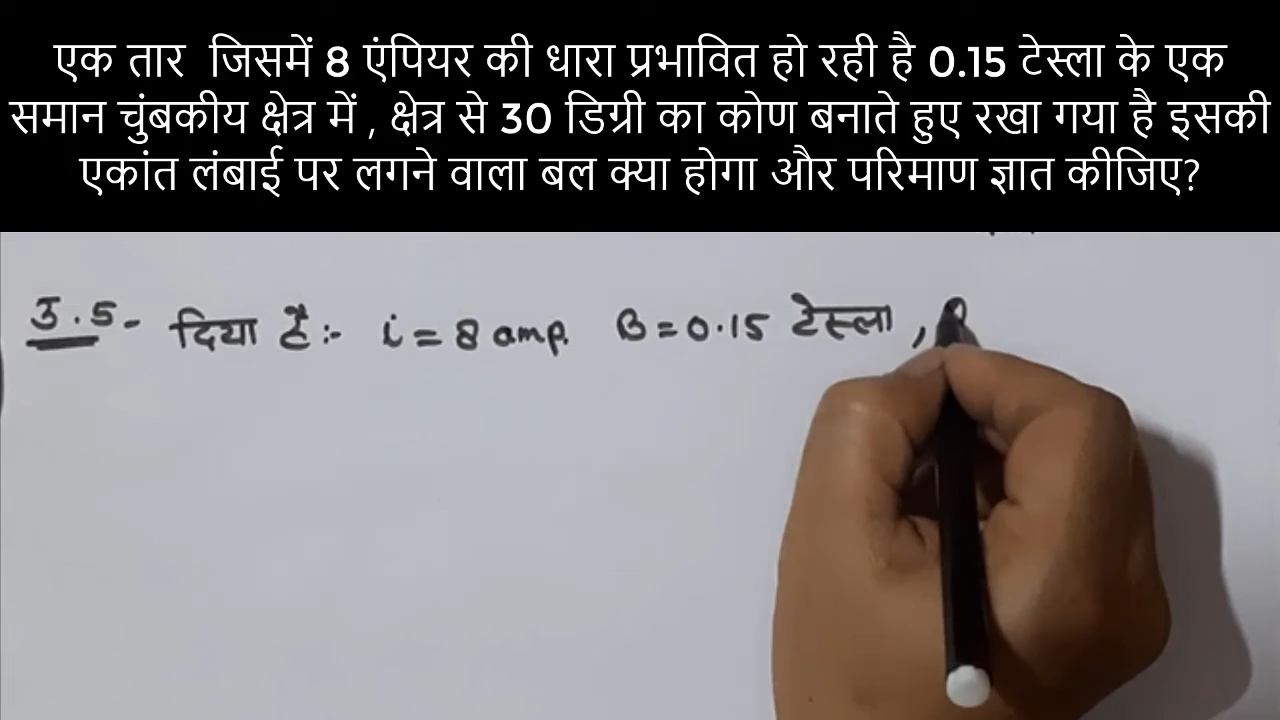 एक तार जिसमें 8 एंपियर की धारा प्रभावित हो रही है 0.15 टेस्ला के एक
समान चुंबकीय क्षेत्र में , क्षेत्र से 30 डिग्री का कोण बनाते हुए रखा गया है इसकी
एकांत लंबाई पर लगने वाला बल क्या होगा और परिमाण ज्ञात कीजिए?
उ.5- दिया है:- i = 8 amp. B = 0.15 टेस्ला ,